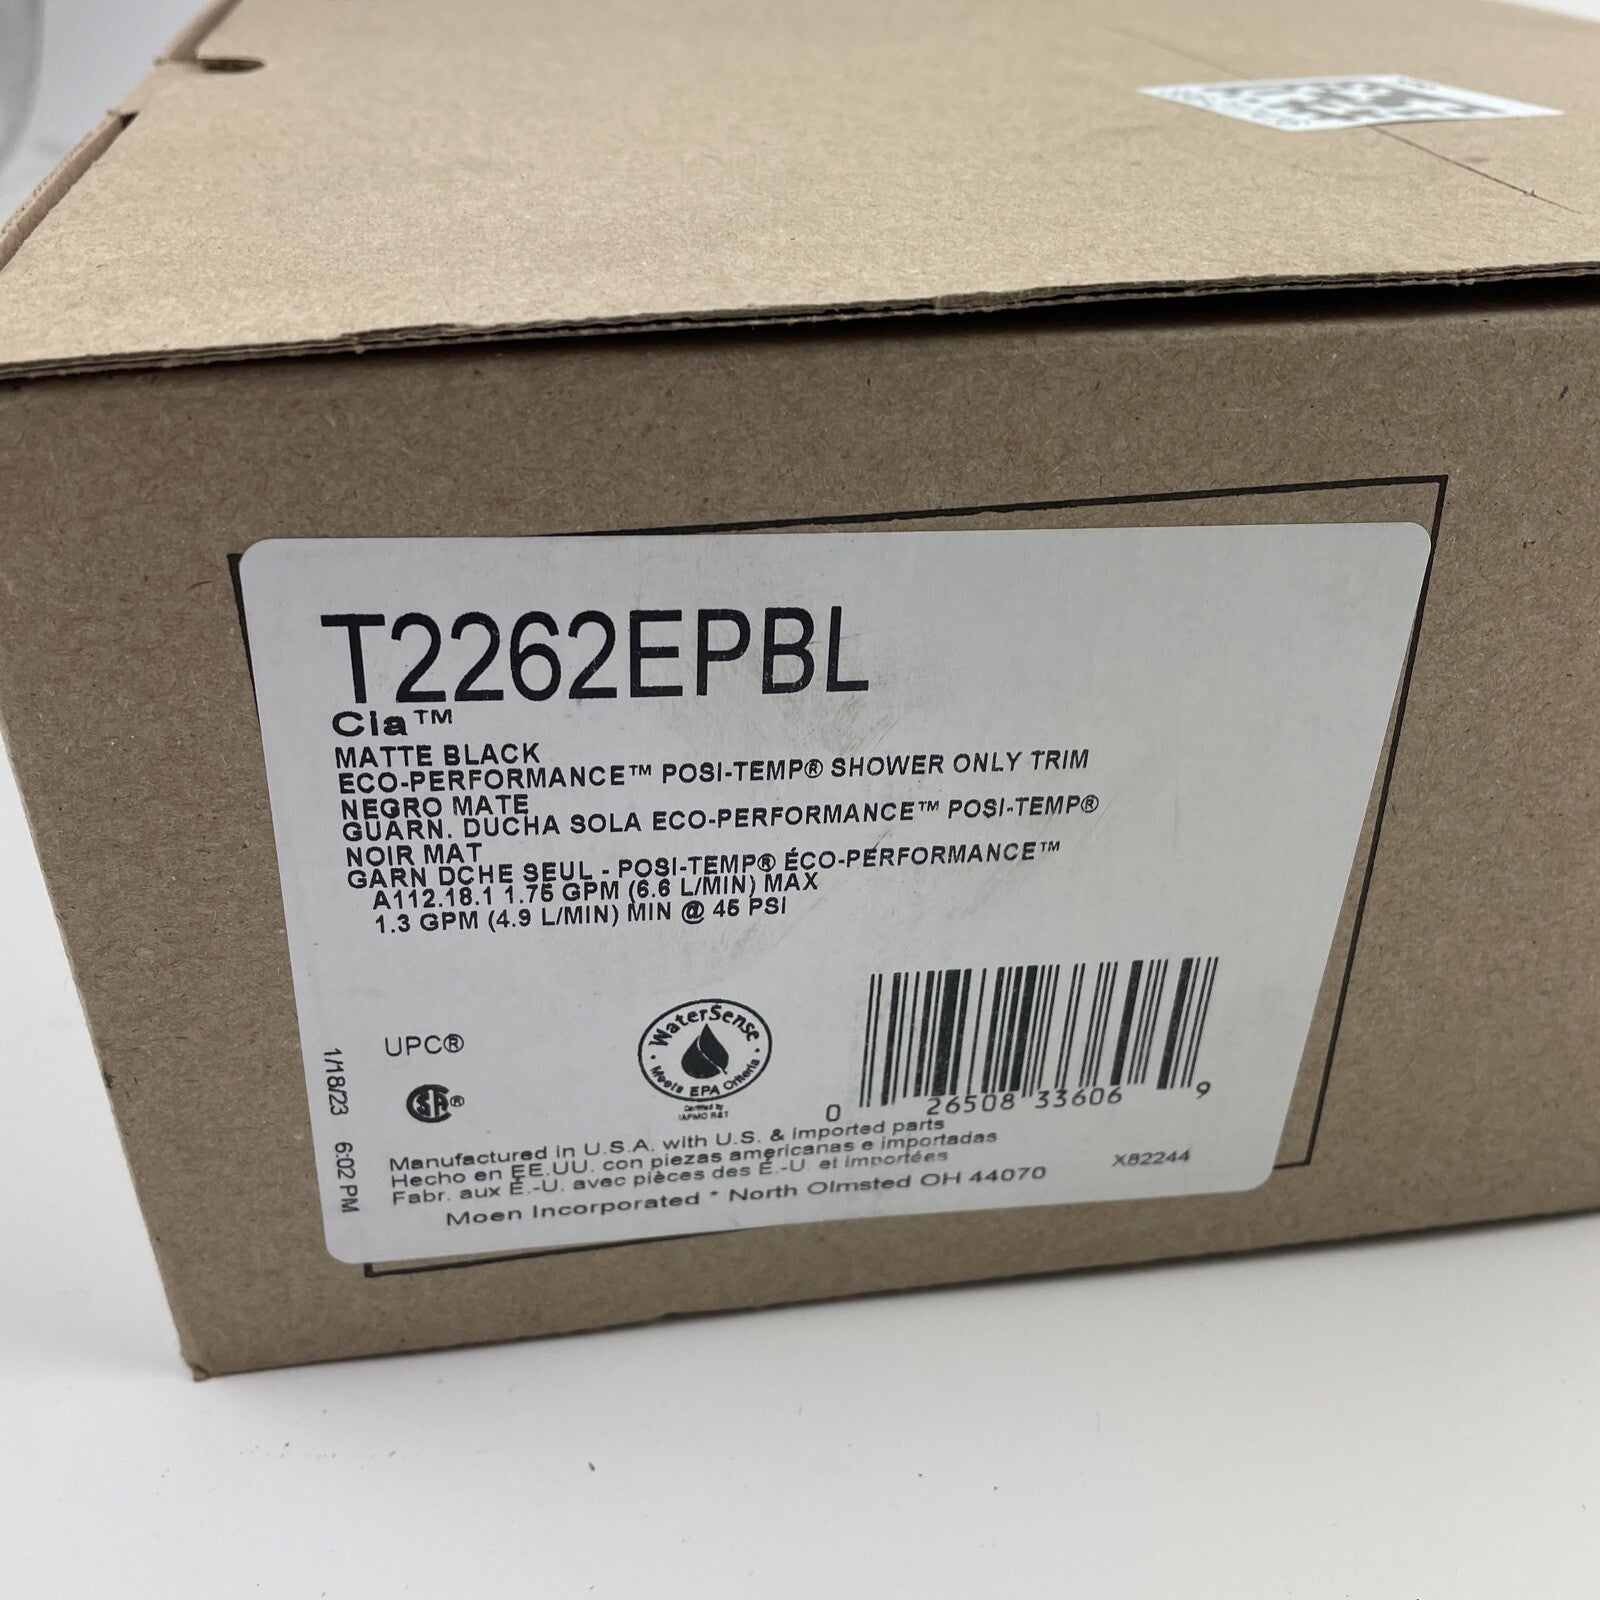 T2262EPBL
Cia™
MATTE BLACK
ECO-PERFORMANCE™ POSI-TEMP® SHOWER ONLY TRIM
NEGRO MATE
GUARN. DUCHA SOLA ECO-PERFORMANCE™ POSI-TEMP®
NOIR MAT
GARN DCHE SEUL - POSI-TEMP® ÉCO-PERFORMANCE™
A112.18.1 1.75 GPM (6.6 L/MIN) MAX
1.3 GPM (4.9 L/MIN) MIN @ 45 PSI
UPC®
SA®
1/18/23 6:02 PM
WaterSense
Meets EPA Criteria
Certified by
IAPMO R&T
0 26508 33606 9
Manufactured in U.S.A. with U.S. & imported parts
Hecho en EE.UU. con piezas americanas e importadas
Fabr. aux É.-U. avec pièces des É.-U. et importées
X82244
Moen Incorporated * North Olmsted OH 44070